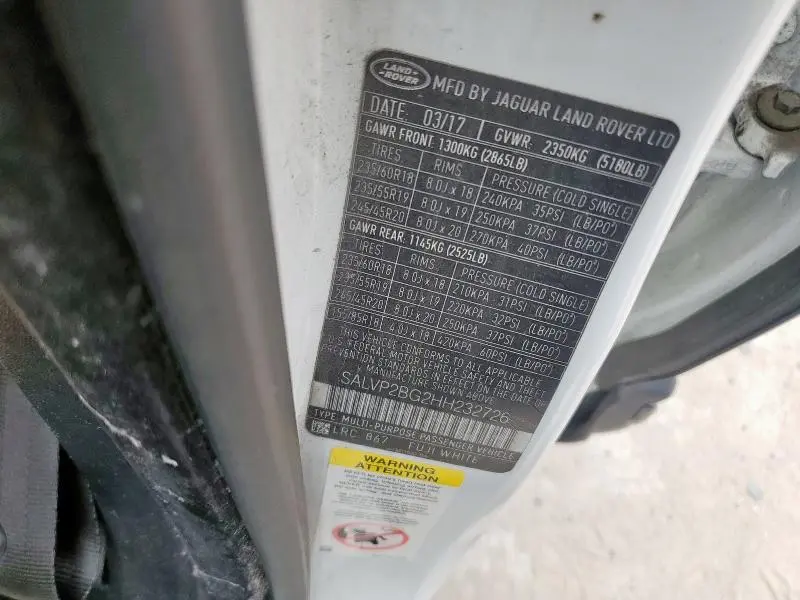 LAND-
-ROVER
MFD BY JAGUAR LAND ROVER LTD
DATE: 03/17 GVWR: 2350KG (5180LB)
GAWR FRONT: 1300KG (2865LB)
TIRES RIMS PRESSURE (COLD SINGLE)
235/60R18 8.0J x 18 240KPA 35PSI (LB/PO²)
235/55R19 8.0J x 19 250KPA 37PSI (LB/PO²)
245/45R20 8.0J x 20 270KPA 40PSI (LB/PO²)
GAWR REAR: 1145KG (2525LB)
TIRES RIMS PRESSURE (COLD SINGLE)
235/60R18 8.0J x 18 210KPA 31PSI (LB/PO²)
235/55R19 8.0J x 19 220KPA 32PSI (LB/PO²)
245/45R20 8.0J x 20 250KPA 37PSI (LB/PO²)
155/85R18 4.0J x 18 420KPA 60PSI (LB/PO²)
THIS VEHICLE CONFORMS TO ALL APPLICABLE
U.S. FEDERAL MOTOR VEHICLE SAFETY AND THEFT
PREVENTION STANDARDS IN EFFECT ON THE DATE OF
MANUFACTURE SHOWN ABOVE.
SALVP2BG2HH232726
TYPE: MULTI-PURPOSE PASSENGER VEHICLE
LRC 867 FUJI WHITE
WARNING
ATTENTION